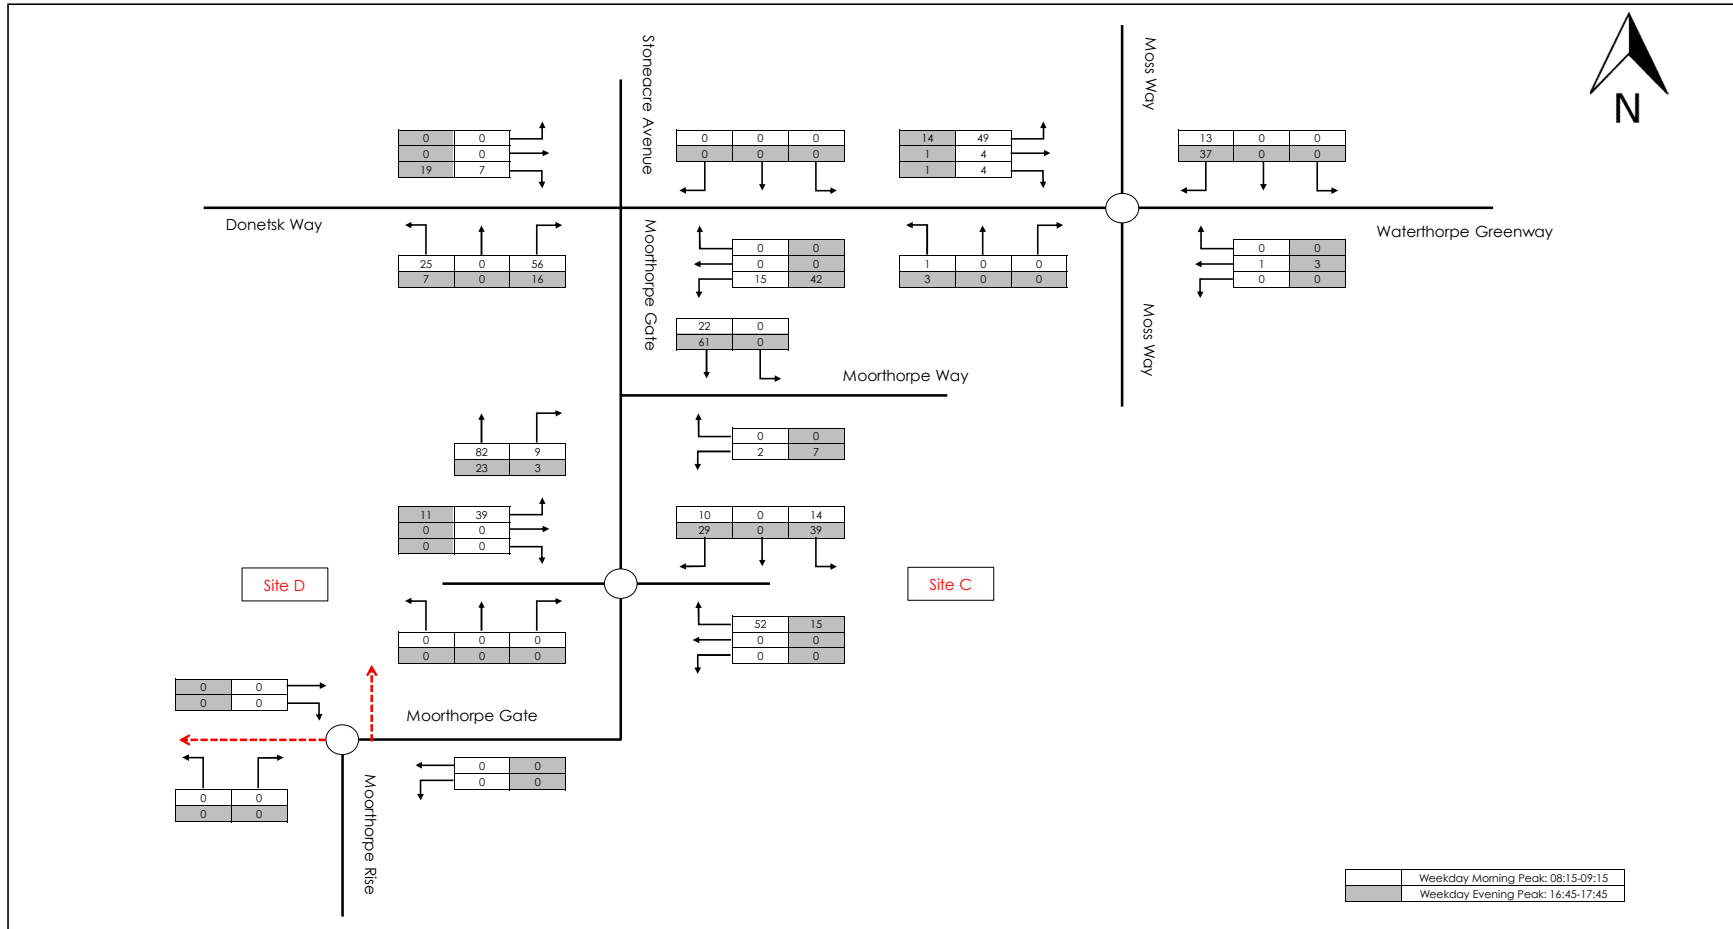 Stoneacre Avenue
Moss Way
N
0 0
0 0
19 7
0 0 0
0 0 0
14 49
1 4
1 4
13 0 0
37 0 0
Donetsk Way
Moorthorpe Gate
Waterthorpe Greenway
25 0 56
7 0 16
0 0
0 0
15 42
1 0 0
3 0 0
0 0
1 3
0 0
Moss Way
22 0
61 0
Moorthorpe Way
82 9
23 3
0 0
2 7
11 39
0 0
0 0
10 0 14
29 0 39
Site D
Site C
0 0 0
0 0 0
52 15
0 0
0 0
0 0
0 0
Moorthorpe Gate
0 0
0 0
0 0
0 0
Moorthorpe Rise
Weekday Morning Peak: 08:15-09:15
Weekday Evening Peak: 16:45-17:45